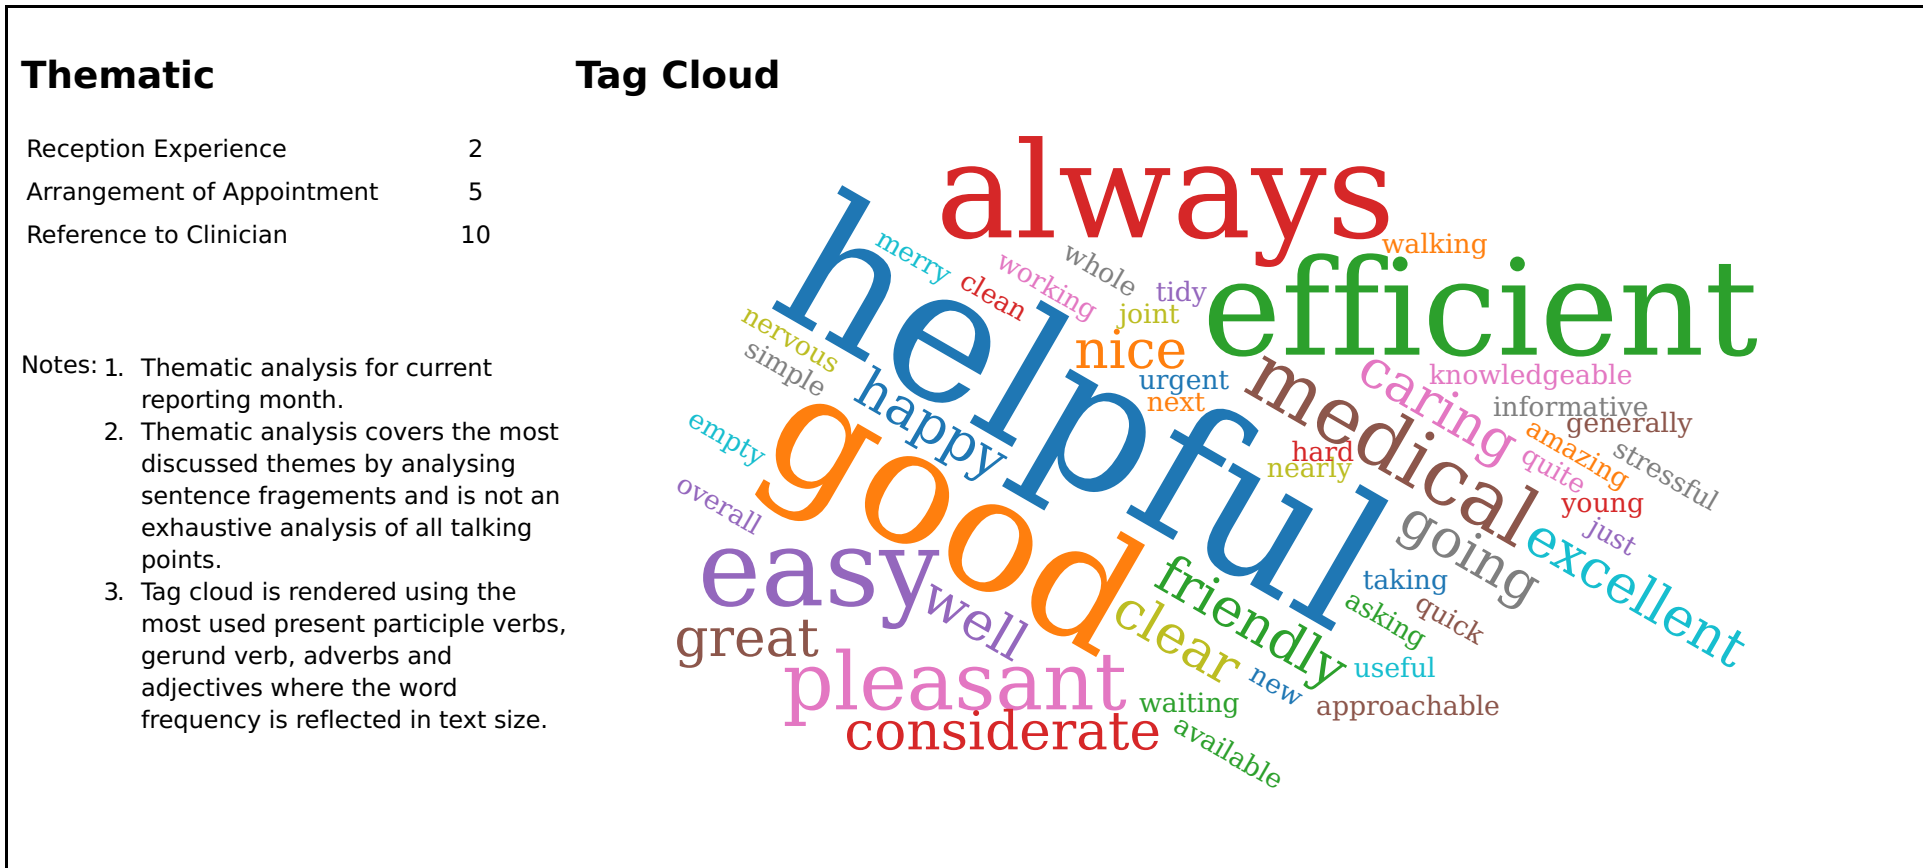 Thematic
Reception Experience 2
Arrangement of Appointment 5
Reference to Clinician 10
Notes: 1. Thematic analysis for current
reporting month.
2. Thematic analysis covers the most
discussed themes by analysing
sentence fragements and is not an
exhaustive analysis of all talking
points.
3. Tag cloud is rendered using the
most used present participle verbs,
gerund verb, adverbs and
adjectives where the word
frequency is reflected in text size.
Tag Cloud
always
walking
helpful
merry
working
whole
clean
tidy
joint
efficient
nervous
simple
nice
urgent
next
happy
medical
caring
knowledgeable
informative
generally
amazing
stressful
quite
hard
nearly
young
just
empty
good
overall
easy
well
going
excellent
taking
asking
quick
friendly
clear
great
pleasant
new
useful
approachable
waiting
considerate
available